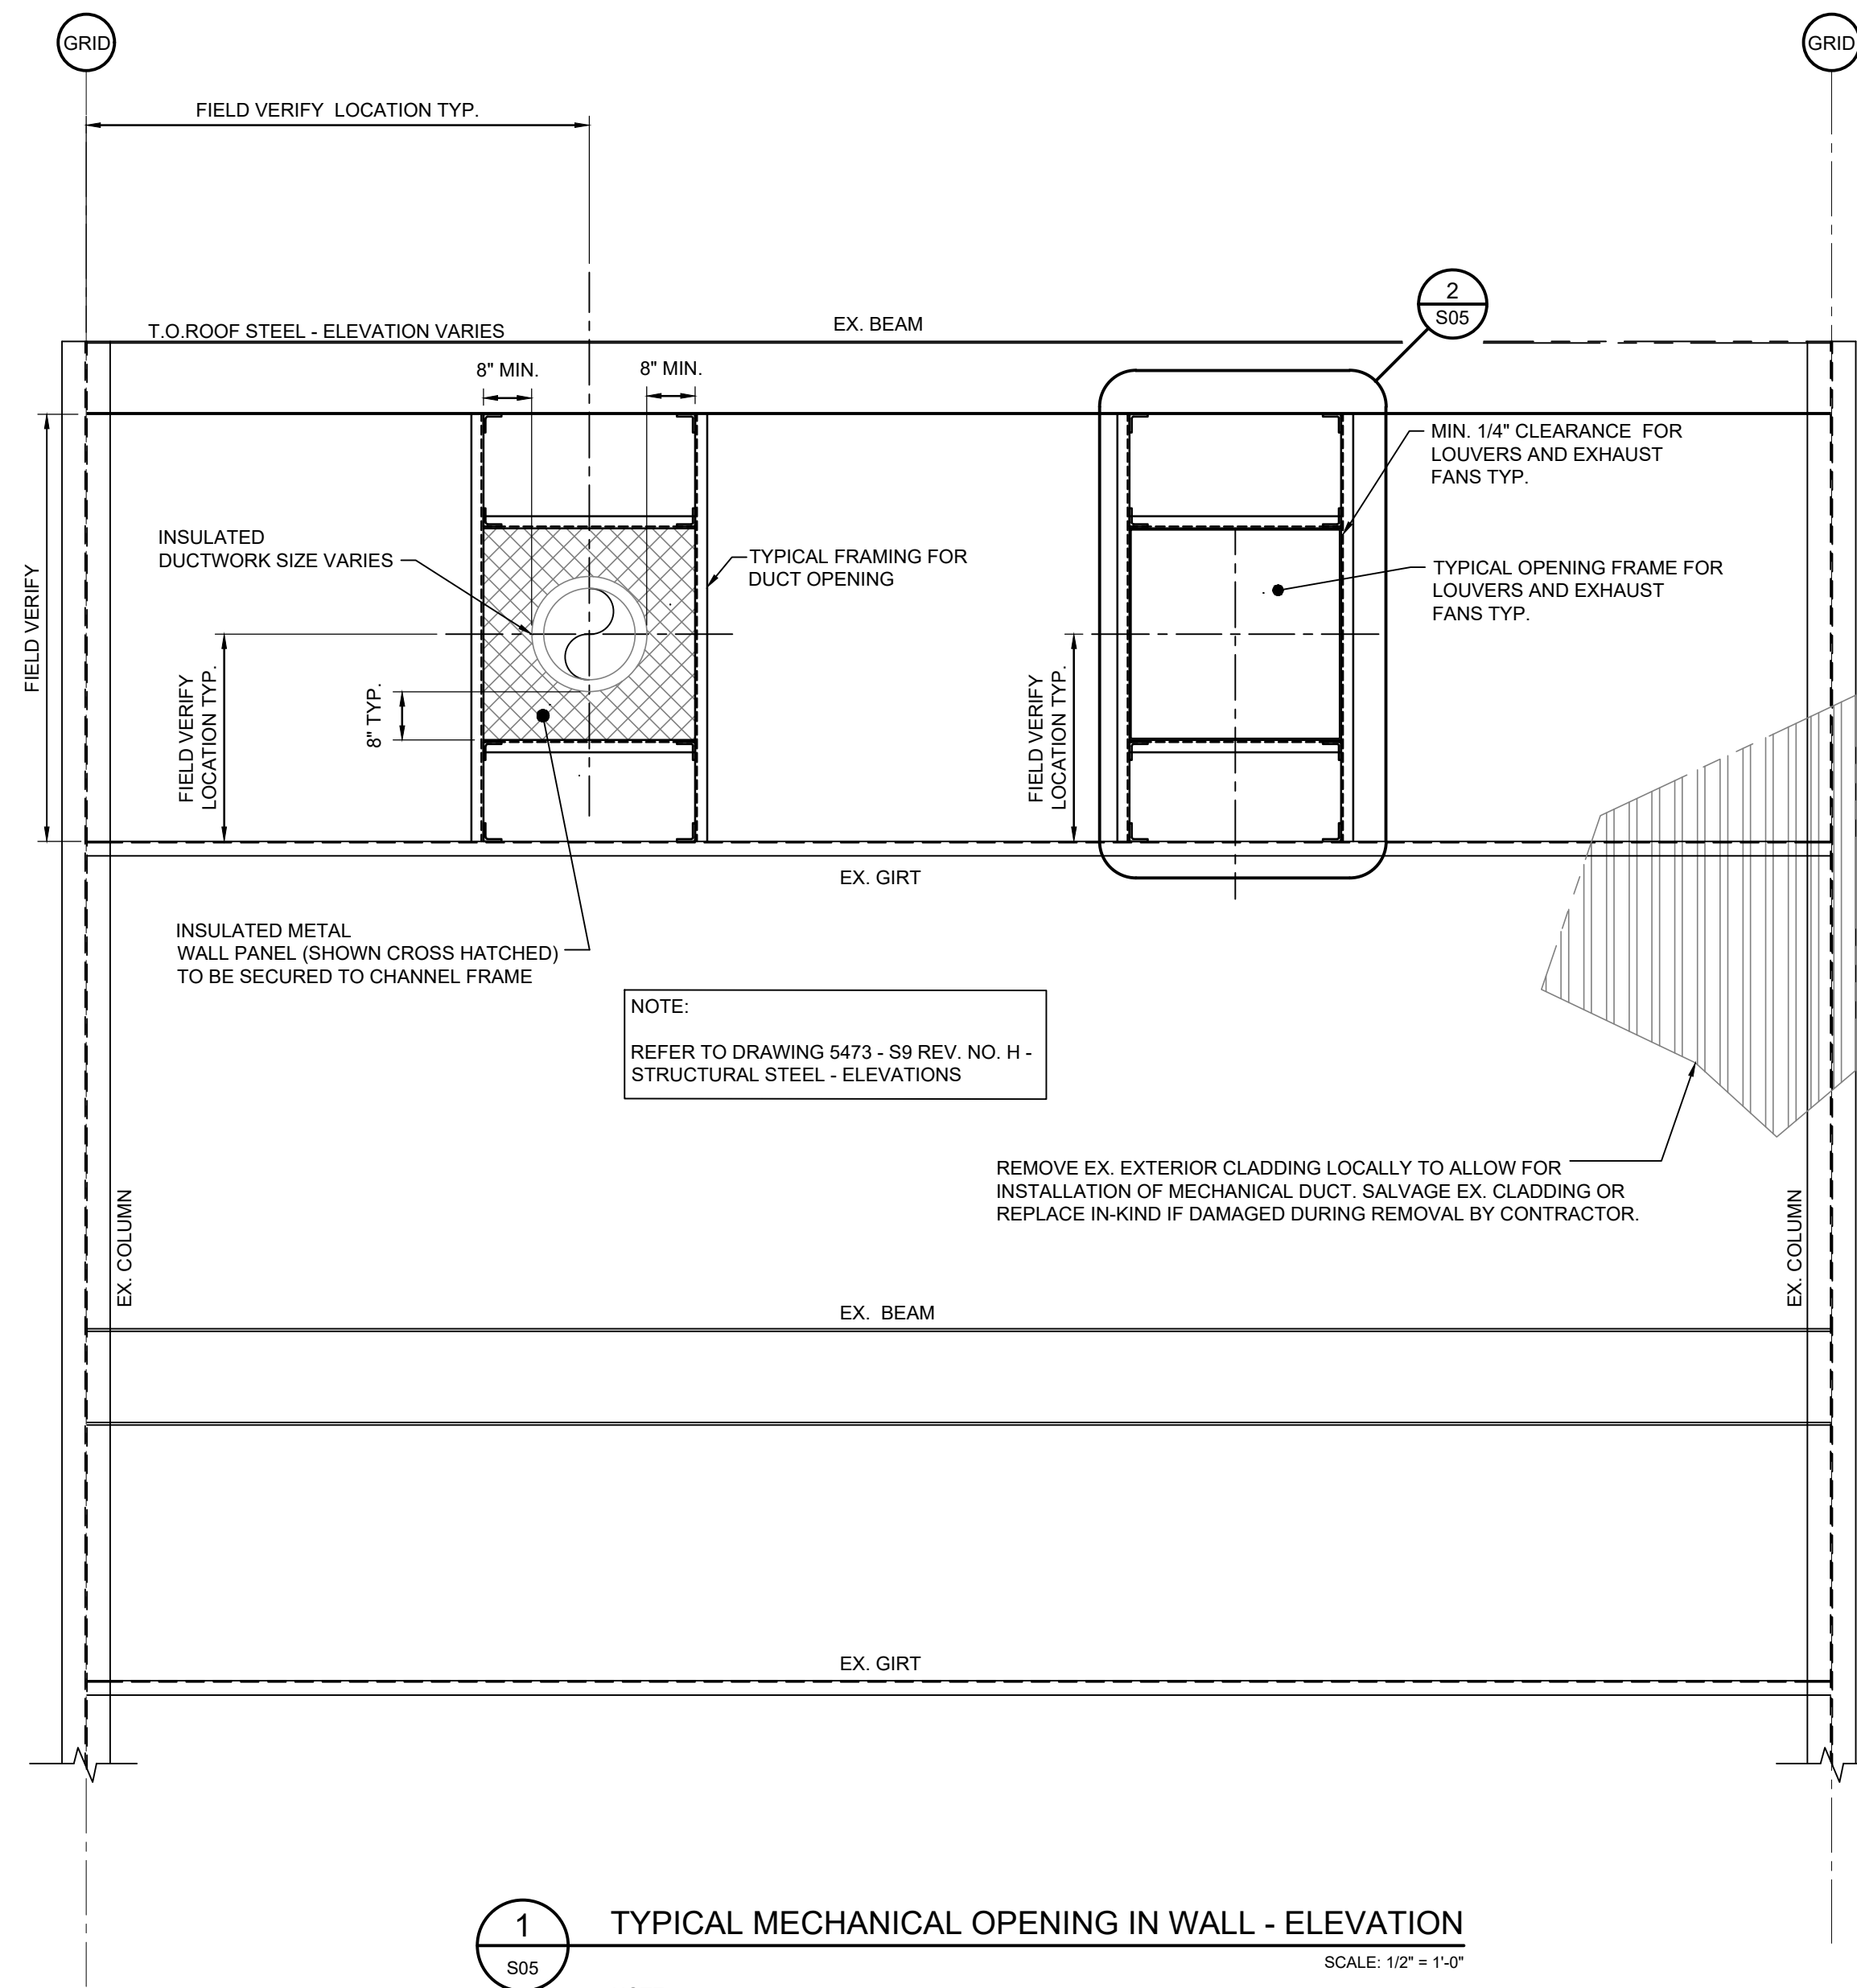 GRID
GRID
FIELD VERIFY  LOCATION TYP.
2
S05
T.O.ROOF STEEL - ELEVATION VARIES
EX. BEAM
8" MIN.
8" MIN.
MIN. 1/4" CLEARANCE  FOR
LOUVERS AND EXHAUST
FANS TYP.
INSULATED
DUCTWORK SIZE VARIES
TYPICAL FRAMING FOR
DUCT OPENING
TYPICAL OPENING FRAME FOR
LOUVERS AND EXHAUST
FANS TYP.
FIELD VERIFY
FIELD VERIFY
LOCATION TYP.
8" TYP.
FIELD VERIFY
LOCATION TYP.
EX. GIRT
INSULATED METAL
WALL PANEL (SHOWN CROSS HATCHED)
TO BE SECURED TO CHANNEL FRAME
NOTE:
REFER TO DRAWING 5473 - S9 REV. NO. H -
STRUCTURAL STEEL - ELEVATIONS
REMOVE EX. EXTERIOR CLADDING LOCALLY TO ALLOW FOR
INSTALLATION OF MECHANICAL DUCT. SALVAGE EX. CLADDING OR
REPLACE IN-KIND IF DAMAGED DURING REMOVAL BY CONTRACTOR.
EX. COLUMN
EX. COLUMN
EX.  BEAM
EX. GIRT
1
S05
TYPICAL MECHANICAL OPENING IN WALL - ELEVATION
SCALE: 1/2" = 1'-0"